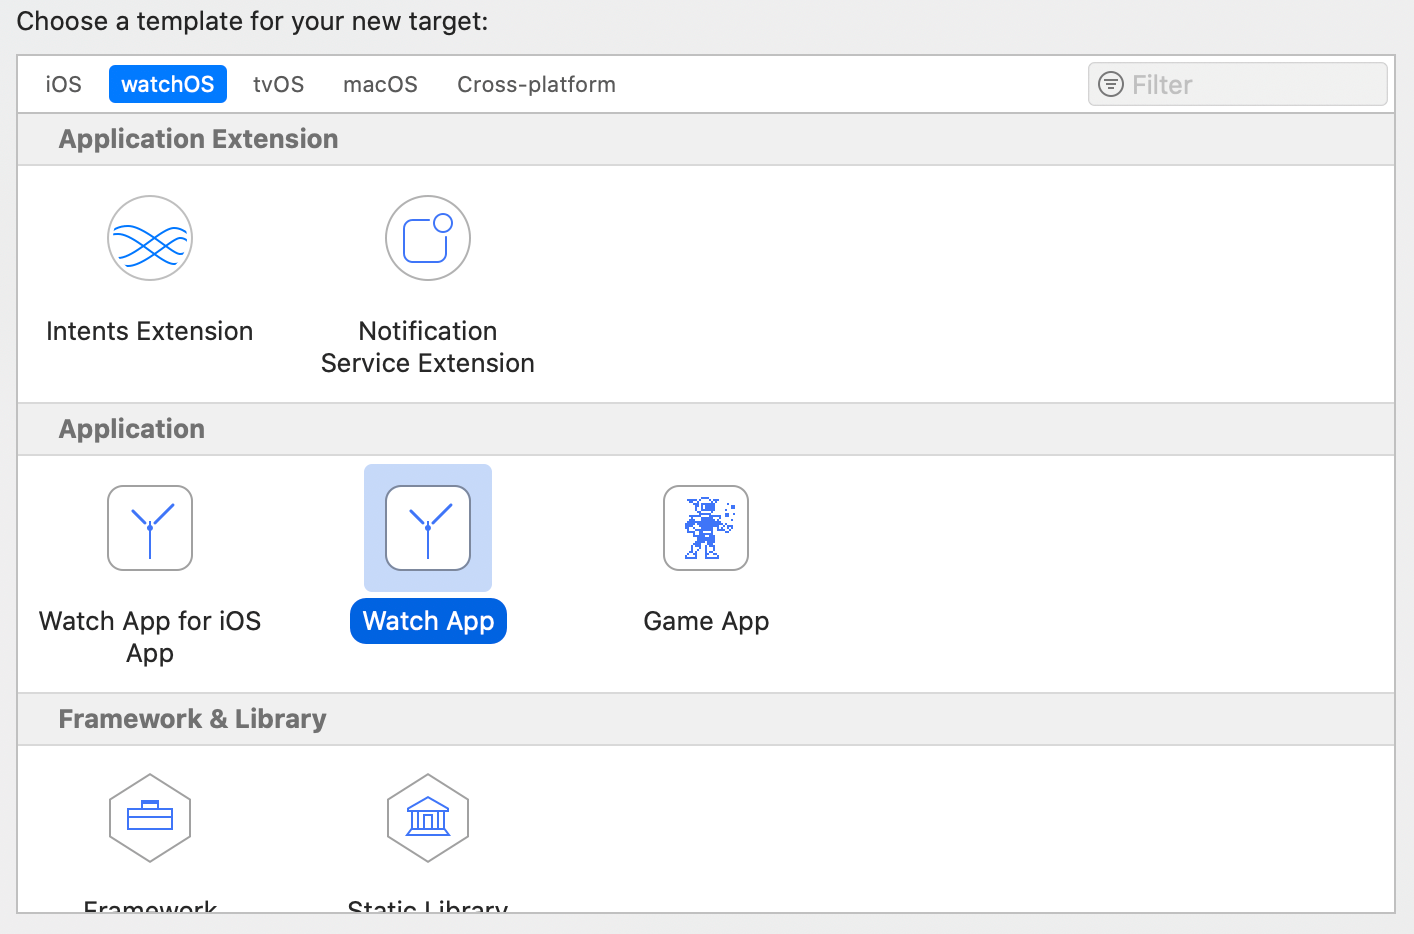 Choose a template for your new target:
iOS watchOS tvOS macOS Cross-platform Filter
Application Extension
Intents Extension
Notification
Service Extension
Application
Watch App for iOS
App
Watch App
Game App
Framework & Library
Framework
Static Library